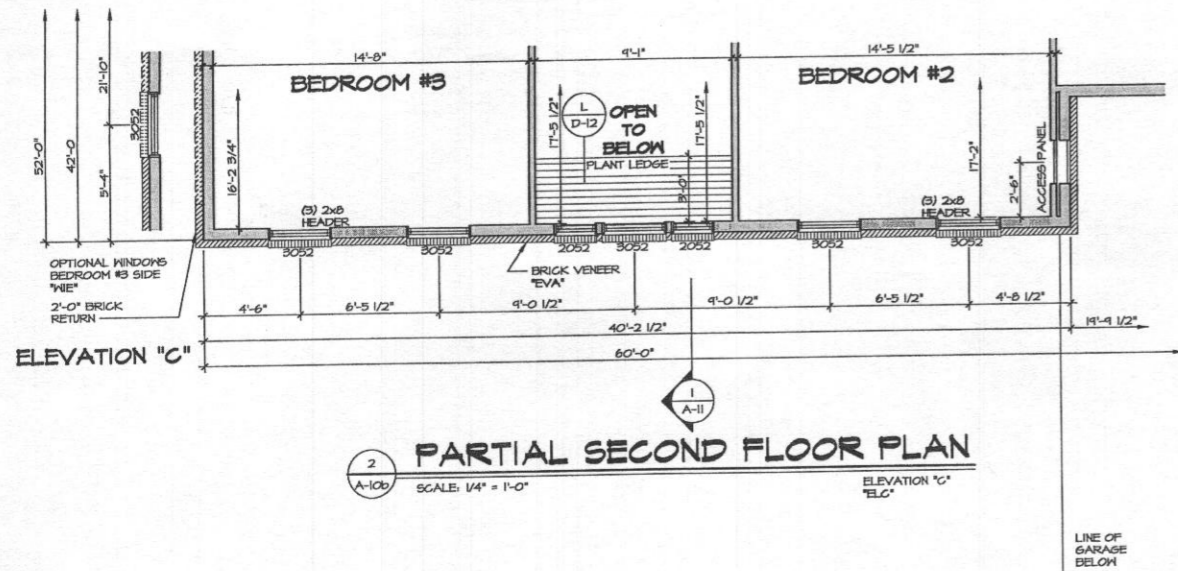 14'-8"
9'-1"
14'-5 1/2"
BEDROOM #3
BEDROOM #2
52'-0"
42'-0
21'-10"
5'-4"
3052
16'-2 3/4"
17'-5 1/2"
L
D-12
OPEN
TO
BELOW
PLANT LEDGE
17'-5 1/2"
3'-0"
17'-2"
2'-6"
ACCESS PANEL
(3) 2x8
HEADER
(3) 2x8
HEADER
3052
3052
2052
3052
2052
3052
3052
OPTIONAL WINDOWS
BEDROOM #3 SIDE
"WIE"
2'-0" BRICK
RETURN
BRICK VENEER
"EVA"
4'-6"
6'-5 1/2"
9'-0 1/2"
9'-0 1/2"
6'-5 1/2"
4'-8 1/2"
40'-2 1/2"
19'-9 1/2"
60'-0"
ELEVATION "C"
1
A-11
2
A-10b
PARTIAL SECOND FLOOR PLAN
SCALE: 1/4" = 1'-0"
ELEVATION "C"
"ELC"
LINE OF
GARAGE
BELOW